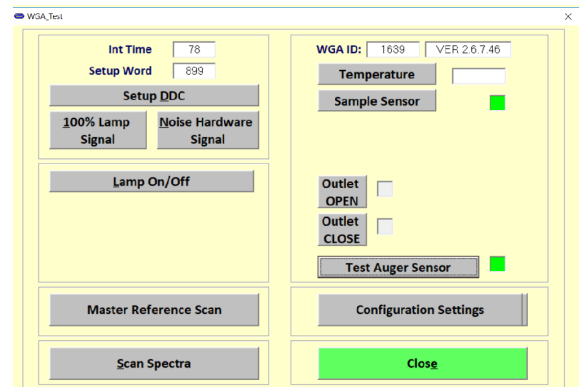 WGA_Test
Int Time 78
Setup Word 899
Setup DDC
100% Lamp Signal
Noise Hardware Signal
Lamp On/Off
WGA ID: 1639 VER 2.6.7.46
Temperature
Sample Sensor
Outlet OPEN
Outlet CLOSE
Test Auger Sensor
Master Reference Scan
Configuration Settings
Scan Spectra
Close